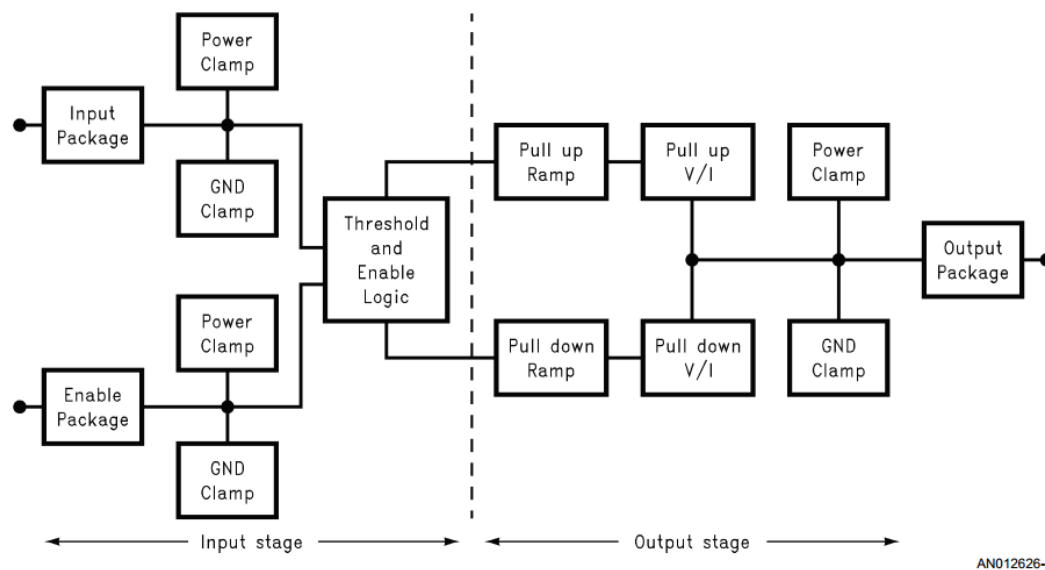 Power
Clamp
Input
Package
GND
Clamp
Threshold
and
Enable
Logic
Power
Clamp
Enable
Package
GND
Clamp
Pull up
Ramp
Pull up
V/I
Power
Clamp
Output
Package
Pull down
Ramp
Pull down
V/I
GND
Clamp
Input stage
Output stage
AN012626-